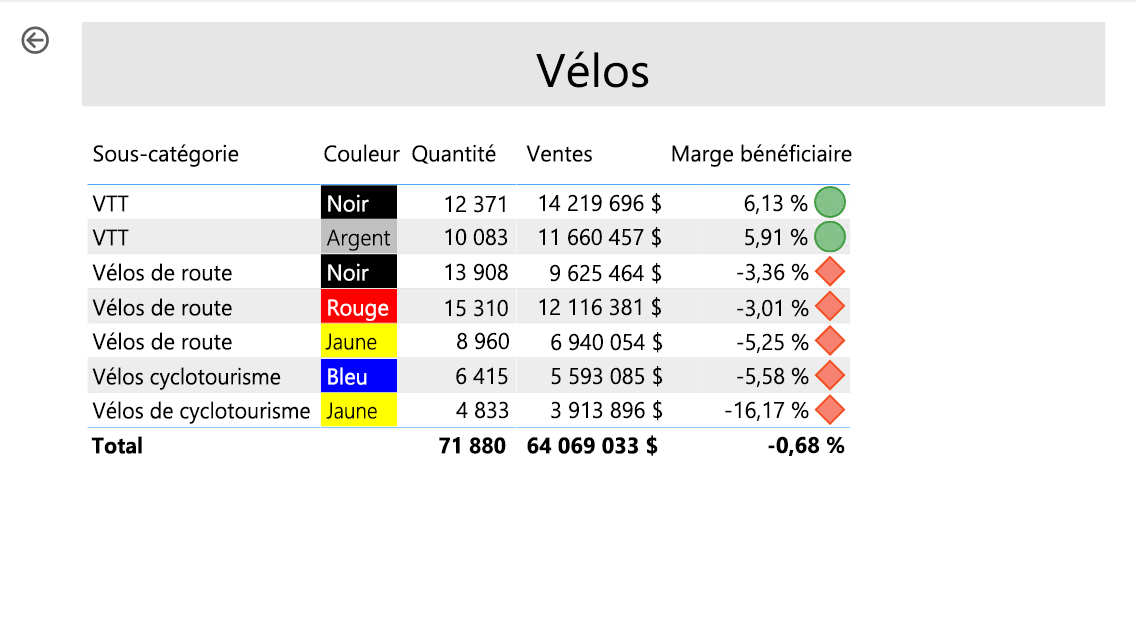 Vélos
Sous-catégorie Couleur Quantité Ventes Marge bénéficiaire
VTT Noir 12 371 14 219 696 $ 6,13 %
VTT Argent 10 083 11 660 457 $ 5,91 %
Vélos de route Noir 13 908 9 625 464 $ -3,36 %
Vélos de route Rouge 15 310 12 116 381 $ -3,01 %
Vélos de route Jaune 8 960 6 940 054 $ -5,25 %
Vélos cyclotourisme Bleu 6 415 5 593 085 $ -5,58 %
Vélos de cyclotourisme Jaune 4 833 3 913 896 $ -16,17 %
Total 71 880 64 069 033 $ -0,68 %